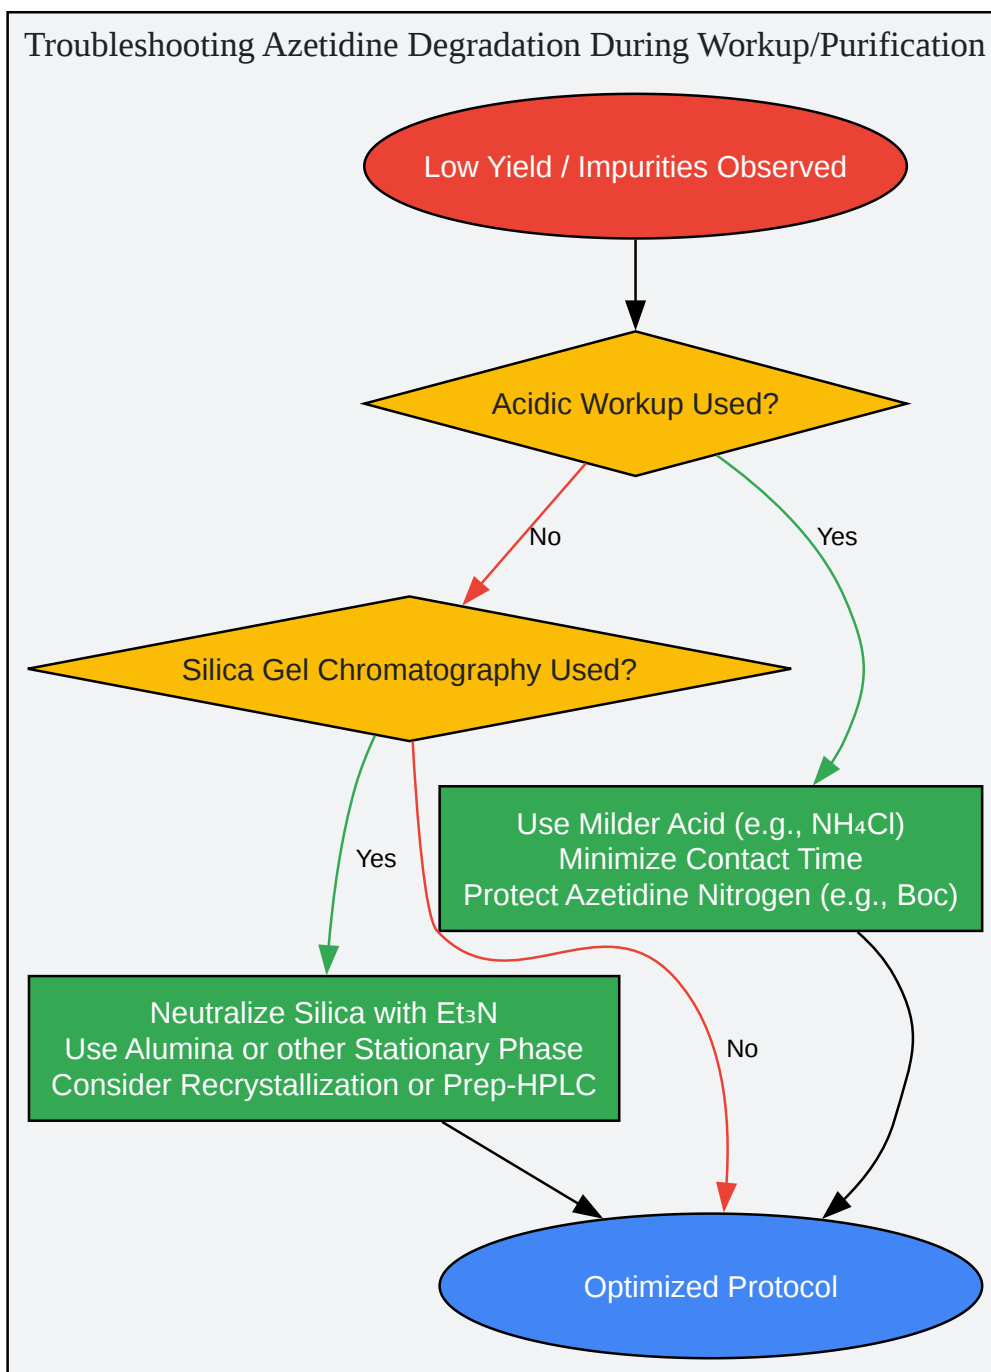 Troubleshooting Azetidine Degradation During Workup/Purification
Low Yield / Impurities Observed
Acidic Workup Used?
No
Yes
Silica Gel Chromatography Used?
Use Milder Acid (e.g., NH₄Cl)
Minimize Contact Time
Protect Azetidine Nitrogen (e.g., Boc)
Yes
Neutralize Silica with Et₃N
Use Alumina or other Stationary Phase
Consider Recrystallization or Prep-HPLC
No
Optimized Protocol